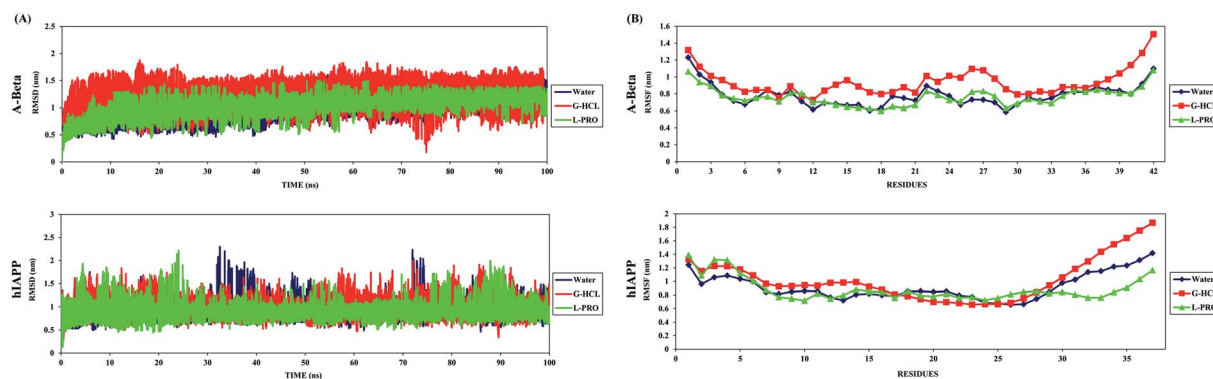 (A)
A-Beta
RMSD (nm)
2.5
2
1.5
1
0.5
0
0 10 20 30 40 50 60 70 80 90 100
TIME (ns)
Water
G-HCL
L-PRO
(B)
A-Beta
RMSF (nm)
1.6
1.4
1.2
1
0.8
0.6
0.4
0.2
0
0 3 6 9 12 15 18 21 24 27 30 33 36 39 42
RESIDUES
Water
G-HCL
L-PRO
hIAPP
RMSD (nm)
3
2.5
2
1.5
1
0.5
0
0 10 20 30 40 50 60 70 80 90 100
TIME (ns)
Water
G-HCL
L-PRO
hIAPP
RMSF (nm)
2
1.8
1.6
1.4
1.2
1
0.8
0.6
0.4
0.2
0
0 5 10 15 20 25 30 35
RESIDUES
Water
G-HCL
L-PRO